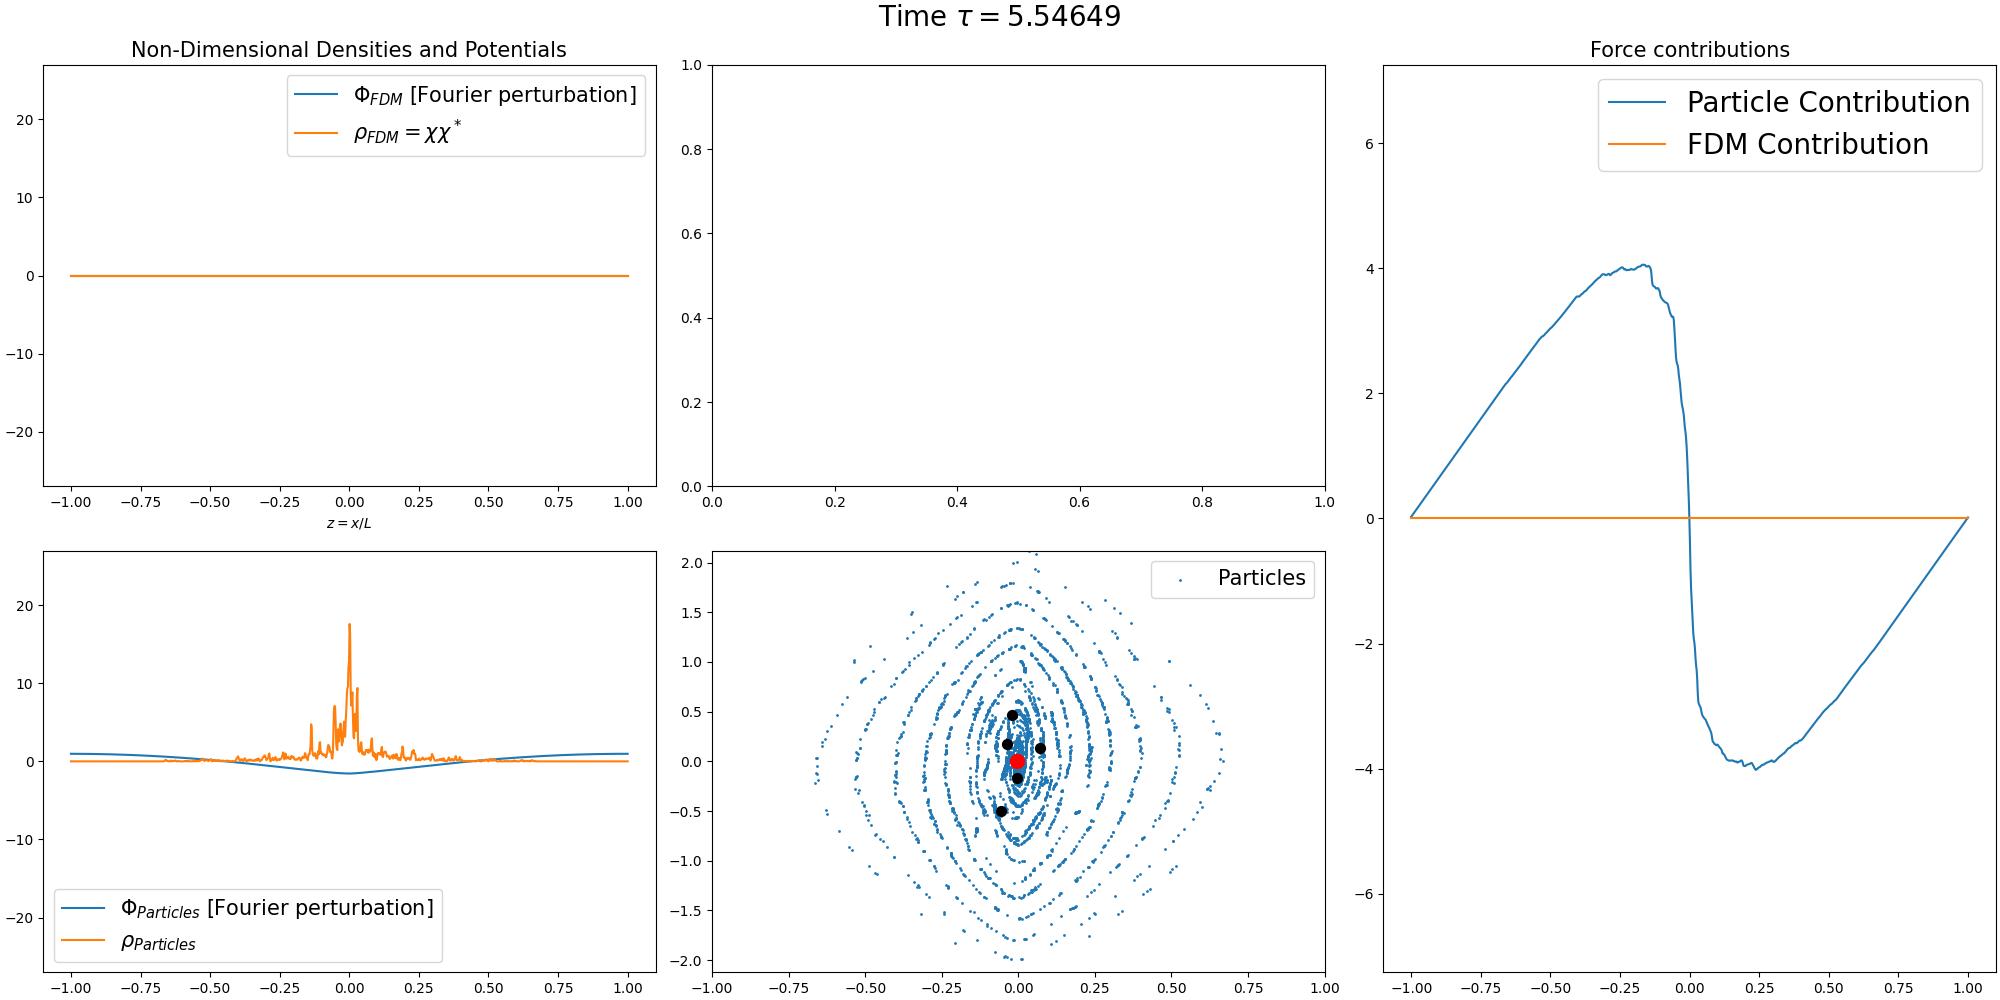 Time τ = 5.54649
Non-Dimensional Densities and Potentials
Φ_FDM [Fourier perturbation]
ρ_FDM = χχ*
20
10
0
−10
−20
−1.00 −0.75 −0.50 −0.25 0.00 0.25 0.50 0.75 1.00
z = x/L
1.0
0.8
0.6
0.4
0.2
0.0
0.0 0.2 0.4 0.6 0.8 1.0
Force contributions
Particle Contribution
FDM Contribution
6
4
2
0
−2
−4
−6
−1.00 −0.75 −0.50 −0.25 0.00 0.25 0.50 0.75 1.00
20
10
0
−10
−20
Φ_Particles [Fourier perturbation]
ρ_Particles
−1.00 −0.75 −0.50 −0.25 0.00 0.25 0.50 0.75 1.00
Particles
2.0
1.5
1.0
0.5
0.0
−0.5
−1.0
−1.5
−2.0
−1.00 −0.75 −0.50 −0.25 0.00 0.25 0.50 0.75 1.00